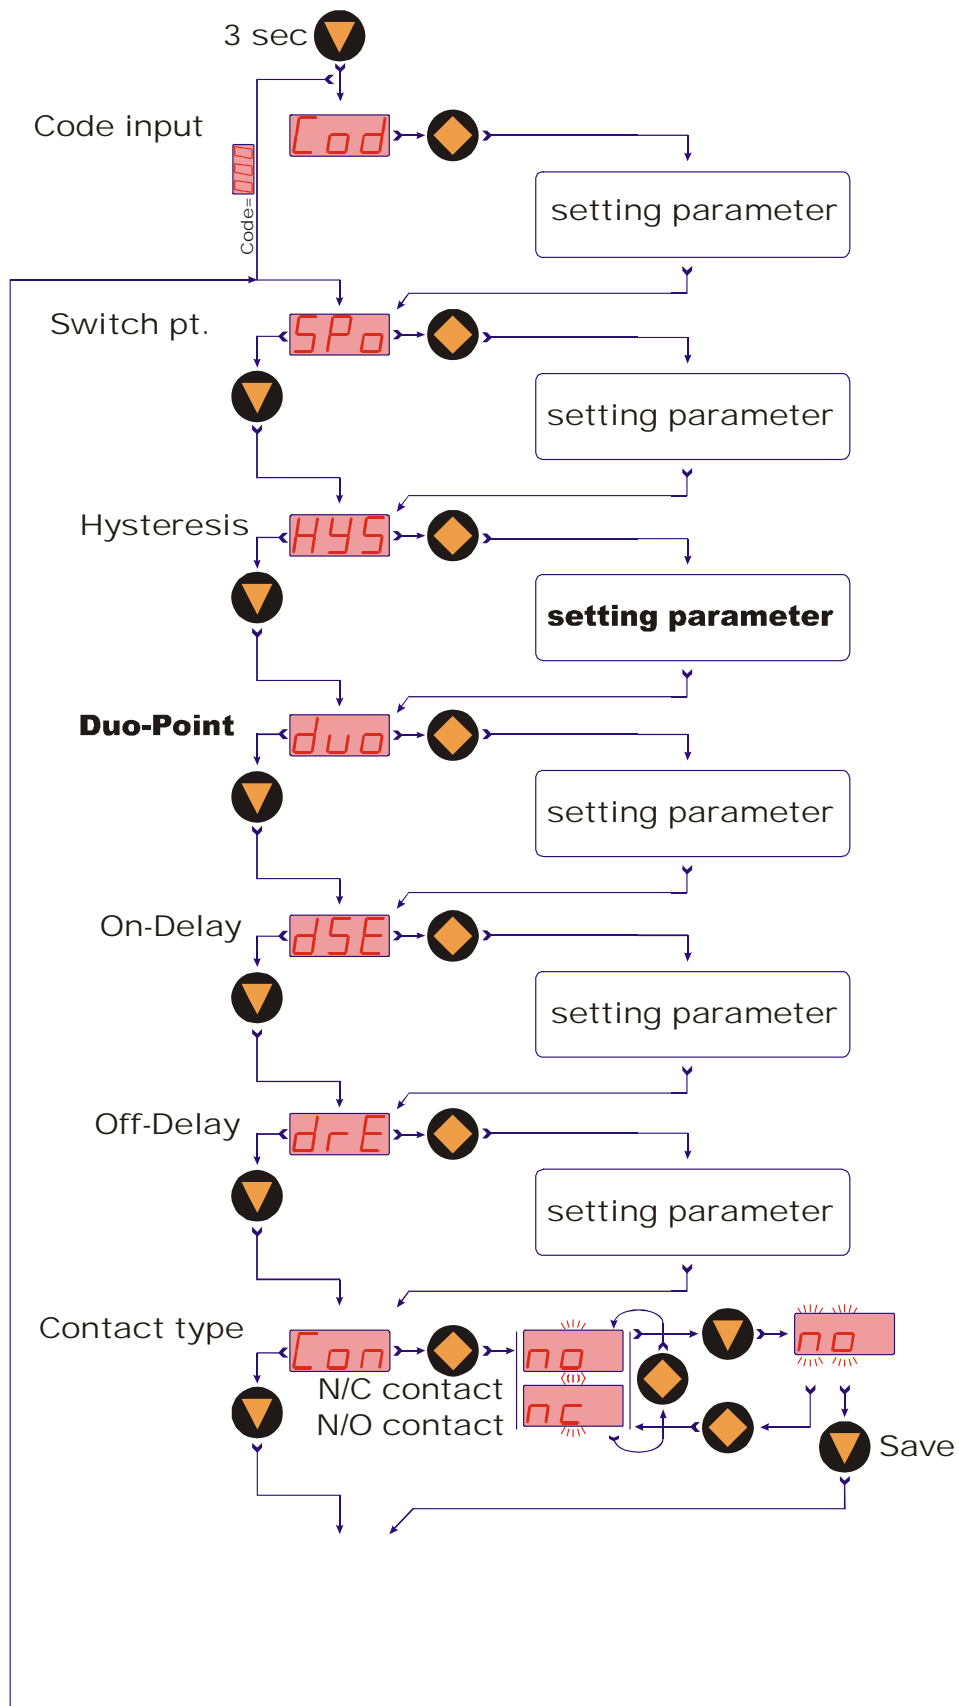 3 sec
Code input
Cod
000
Code=
setting parameter
Switch pt.
SPo
setting parameter
Hysteresis
HYS
setting parameter
Duo-Point
duo
setting parameter
On-Delay
dSE
setting parameter
Off-Delay
drE
setting parameter
Contact type
Con
no
no
N/C contact
nc
N/O contact
Save